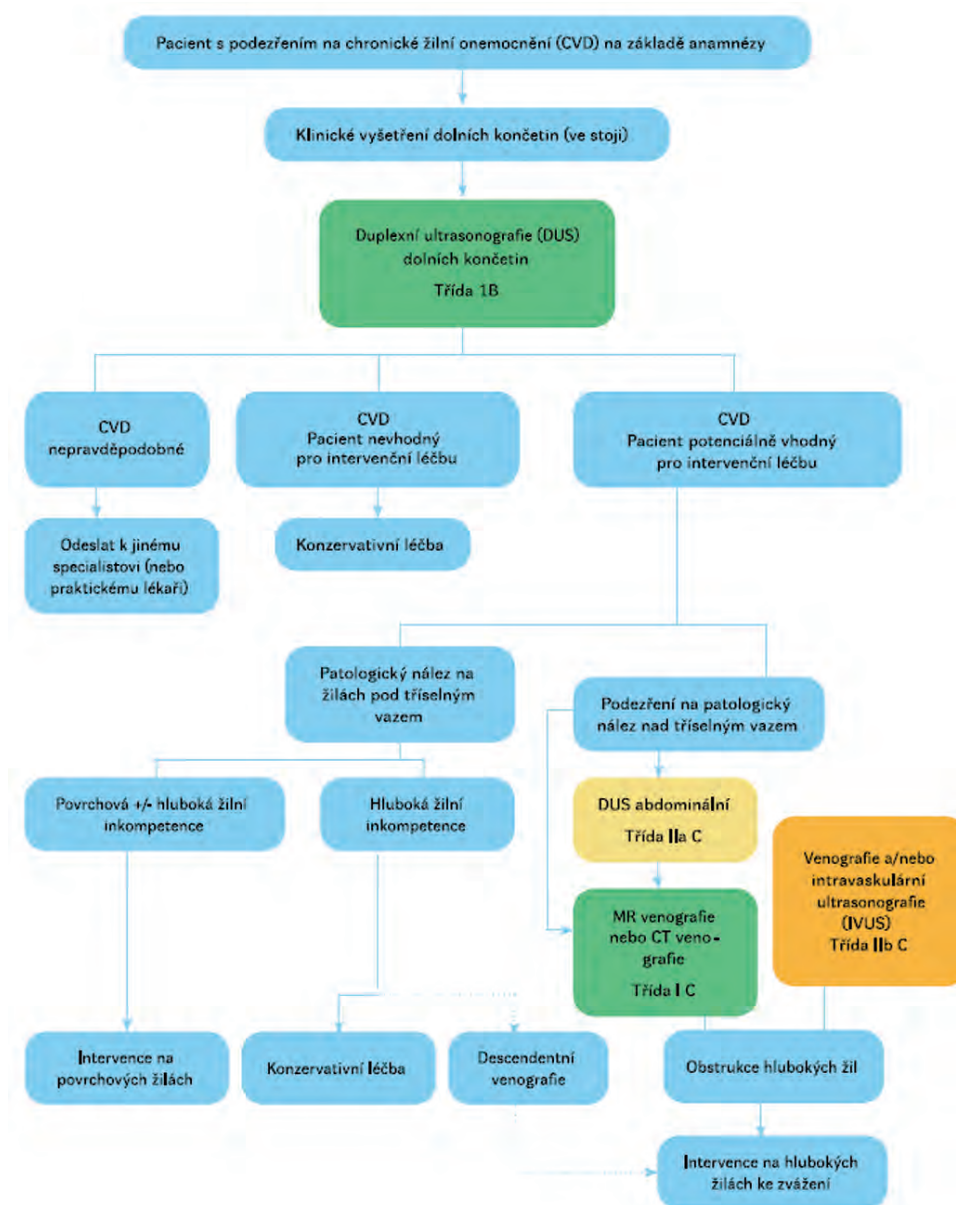 Pacient s podezřením na chronické žilní onemocnění (CVD) na základě anamnézy
Klinické vyšetření dolních končetin (ve stoji)
Duplexní ultrasonografie (DUS)
dolních končetin
Třída 1B
CVD
nepravděpodobné
CVD
Pacient nevhodný
pro intervenční léčbu
CVD
Pacient potenciálně vhodný
pro intervenční léčbu
Odeslat k jinému
specialistovi (nebo
praktickému lékaři)
Konzervativní léčba
Patologický nález na
žilách pod tříselným
vazem
Podezření na patologický
nález nad tříselným vazem
Povrchová +/- hluboká žilní
inkompetence
Hluboká žilní
inkompetence
DUS abdominální
Třída IIa C
Venografie a/nebo
intravaskulární
ultrasonografie
(IVUS)
Třída IIb C
MR venografie
nebo CT veno-
grafie
Třída I C
Intervence na
povrchových žilách
Konzervativní léčba
Descendentní
venografie
Obstrukce hlubokých žil
Intervence na hlubokých
žilách ke zvážení